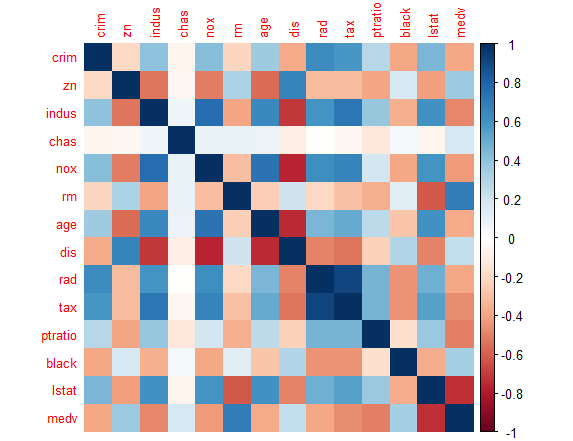 crim zn indus chas nox rm age dis rad tax ptratio black lstat medv
crim
zn
indus
chas
nox
rm
age
dis
rad
tax
ptratio
black
lstat
medv
1
0.8
0.6
0.4
0.2
0
-0.2
-0.4
-0.6
-0.8
-1